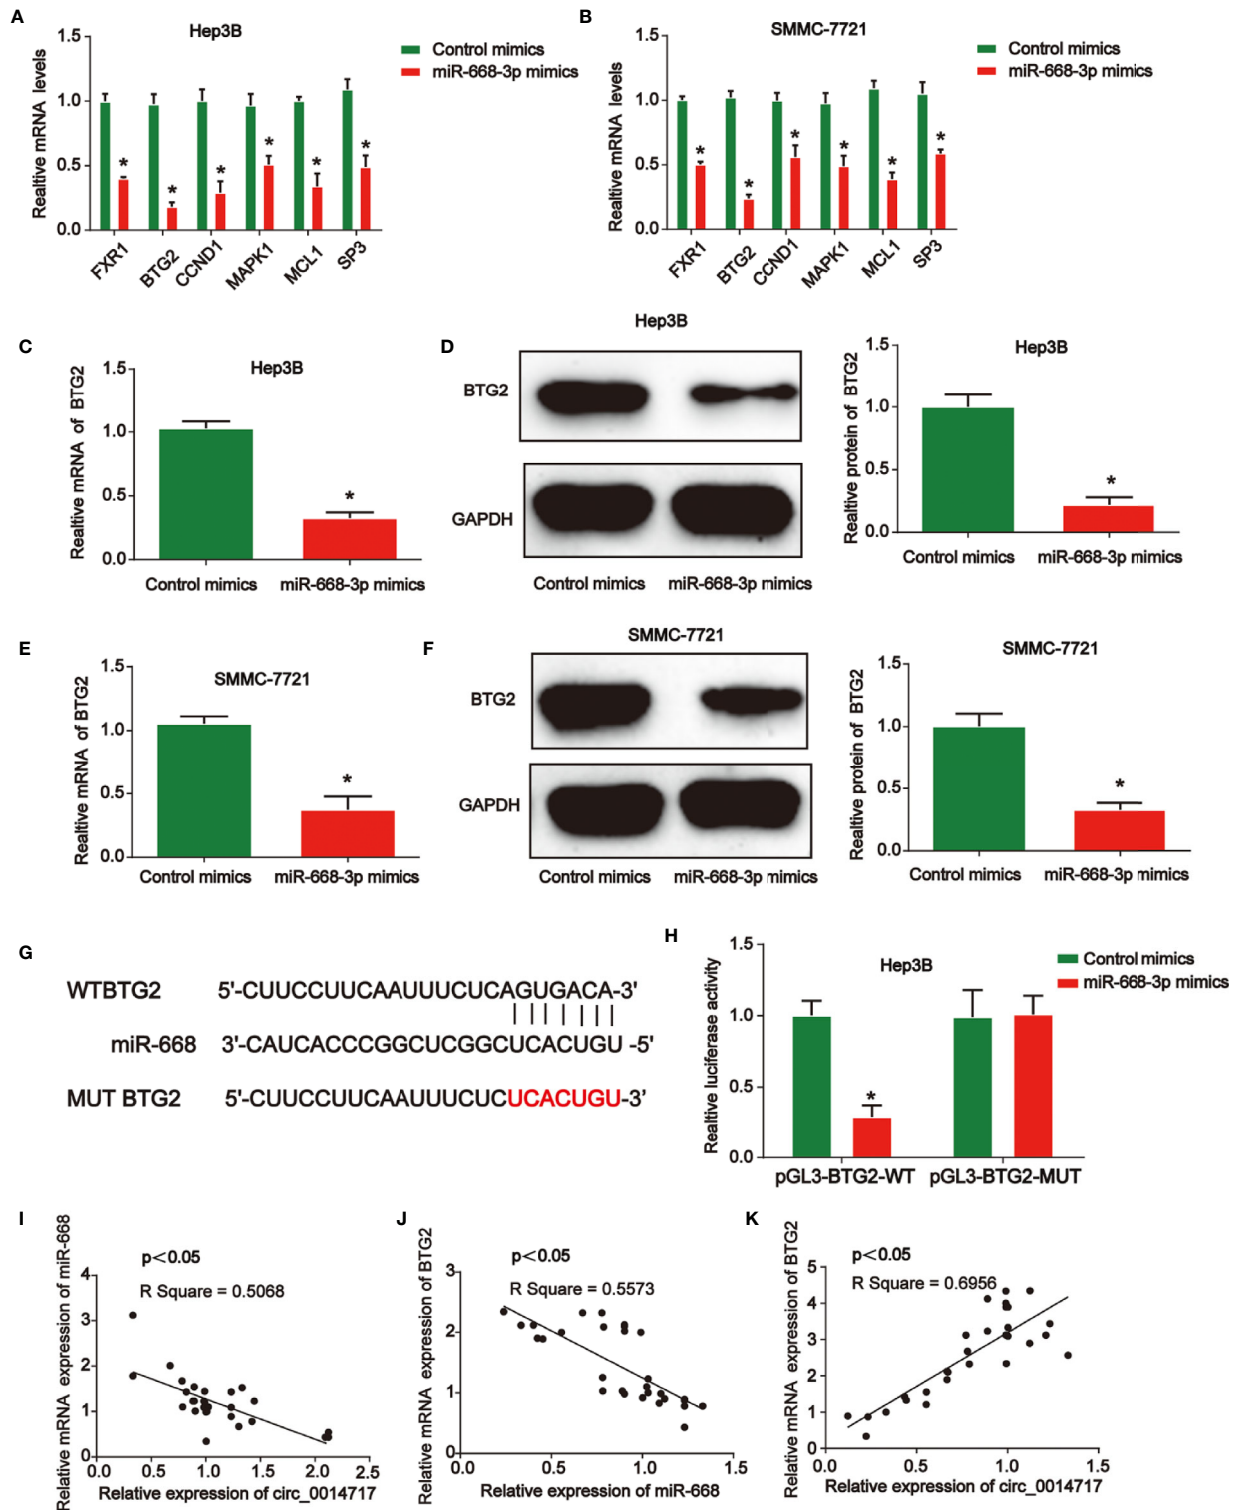 A
Hep3B
Control mimics
miR-668-3p mimics
Realtive mRNA levels
1.5
1.0
0.5
0.0
* * * * * *
FXR1 BTG2 CCND1 MAPK1 MCL1 SP3
B
SMMC-7721
Control mimics
miR-668-3p mimics
Realtive mRNA levels
1.5
1.0
0.5
0.0
* * * * * *
FXR1 BTG2 CCND1 MAPK1 MCL1 SP3
C
Hep3B
Realtive mRNA of BTG2
1.5
1.0
0.5
0.0
*
Control mimics miR-668-3p mimics
D
Hep3B
BTG2
GAPDH
Control mimics miR-668-3p mimics
Hep3B
Realtive protein of BTG2
1.5
1.0
0.5
0.0
*
Control mimics miR-668-3p mimics
E
SMMC-7721
Realtive mRNA of BTG2
1.5
1.0
0.5
0.0
*
Control mimics miR-668-3p mimics
F
SMMC-7721
BTG2
GAPDH
Control mimics miR-668-3p mimics
SMMC-7721
Realtive protein of BTG2
1.5
1.0
0.5
0.0
*
Control mimics miR-668-3p mimics
G
WTBTG2 5'-CUUCCUUCAAUUUCUCAGUGACA-3'
miR-668 3'-CAUCACCCGGCUCGGCUCACUGU -5'
MUT BTG2 5'-CUUCCUUCAAUUUCUCUCACUGU-3'
H
Hep3B
Control mimics
miR-668-3p mimics
Realtive luciferase activity
1.5
1.0
0.5
0.0
*
pGL3-BTG2-WT pGL3-BTG2-MUT
I
p<0.05
R Square = 0.5068
Relative mRNA expression of miR-668
4
3
2
1
0
0.0 0.5 1.0 1.5 2.0 2.5
Relative expression of circ_0014717
J
p<0.05
R Square = 0.5573
Relative mRNA expression of BTG2
3
2
1
0
0.0 0.5 1.0 1.5
Relative expression of miR-668
K
p<0.05
R Square = 0.6956
Relative mRNA expression of BTG2
5
4
3
2
1
0
0.0 0.5 1.0 1.5
Relative expression of circ_0014717